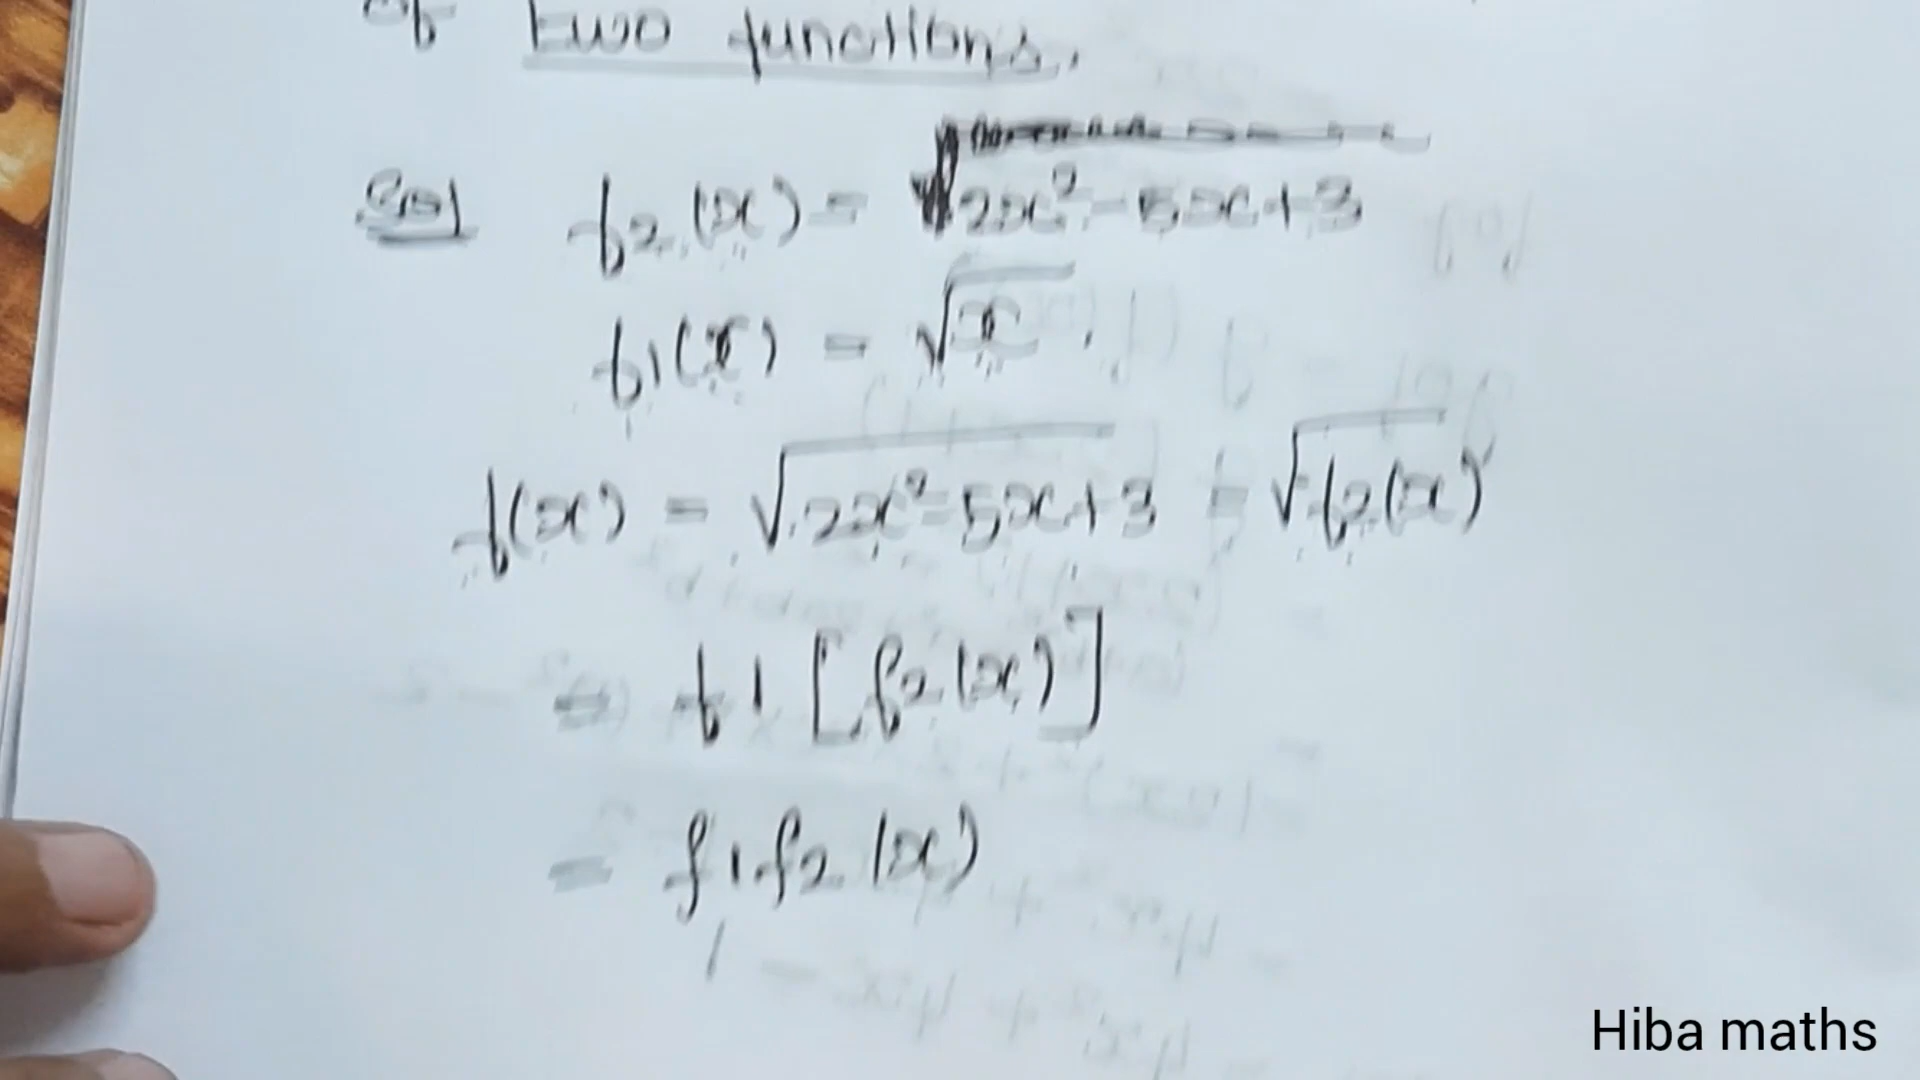 of two functions.
Sol f2(x) = 2x²-5x+3
f1(x) = √x.
f(x) = √2x²-5x+3 = √f2(x)
= f1[f2(x)]
= f1.f2(x)
Hiba maths